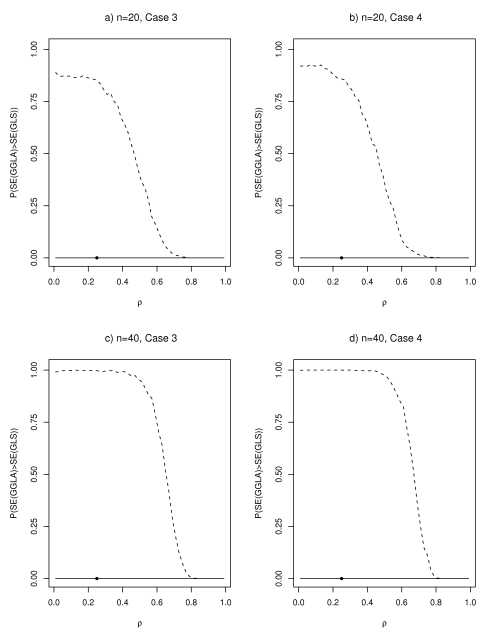 a) n=20, Case 3
b) n=20, Case 4
P(SE(GGLA)>SE(GLS))
1.00
0.75
0.50
0.25
0.00
0.0 0.2 0.4 0.6 0.8 1.0
ρ
P(SE(GGLA)>SE(GLS))
1.00
0.75
0.50
0.25
0.00
0.0 0.2 0.4 0.6 0.8 1.0
ρ
c) n=40, Case 3
d) n=40, Case 4
P(SE(GGLA)>SE(GLS))
1.00
0.75
0.50
0.25
0.00
0.0 0.2 0.4 0.6 0.8 1.0
ρ
P(SE(GGLA)>SE(GLS))
1.00
0.75
0.50
0.25
0.00
0.0 0.2 0.4 0.6 0.8 1.0
ρ